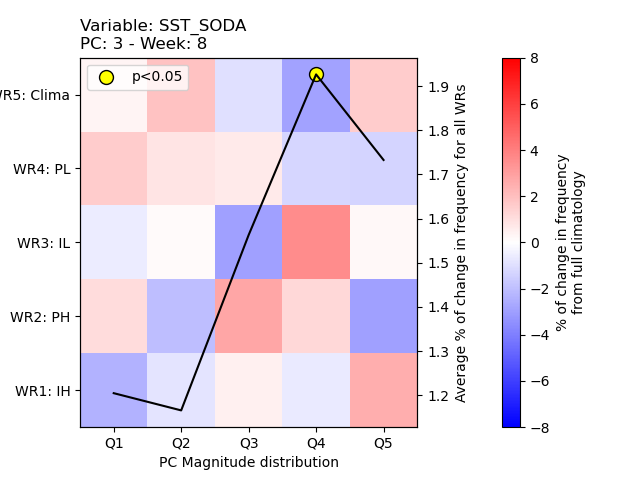 Variable: SST_SODA
PC: 3 - Week: 8
p<0.05
WR5: Clima
WR4: PL
WR3: IL
WR2: PH
WR1: IH
Q1 Q2 Q3 Q4 Q5
PC Magnitude distribution
1.9
1.8
1.7
1.6
1.5
1.4
1.3
1.2
Average % of change in frequency for all WRs
8
6
4
2
0
−2
−4
−6
−8
% of change in frequency
from full climatology